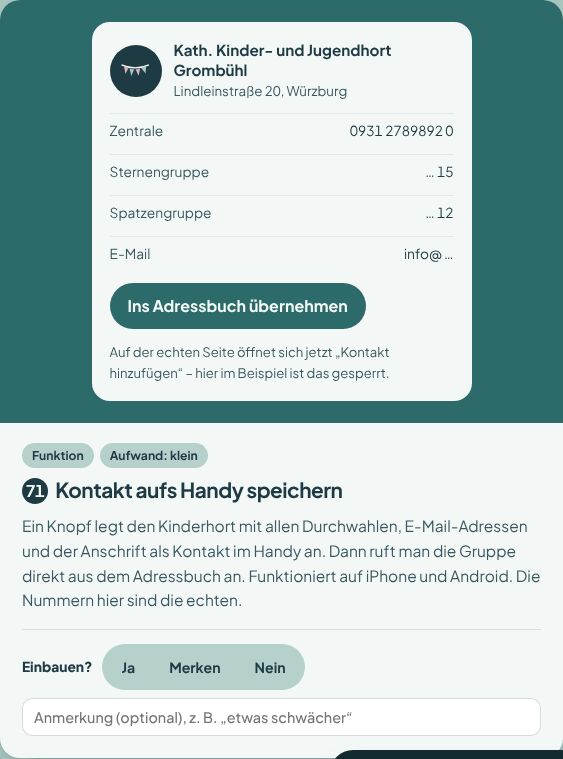 Kath. Kinder- und Jugendhort
Grombühl
Lindleinstraße 20, Würzburg
Zentrale 0931 2789892 0
Sternengruppe … 15
Spatzengruppe … 12
E-Mail info@ …
Ins Adressbuch übernehmen
Auf der echten Seite öffnet sich jetzt „Kontakt
hinzufügen“ – hier im Beispiel ist das gesperrt.
Funktion Aufwand: klein
71 Kontakt aufs Handy speichern
Ein Knopf legt den Kinderhort mit allen Durchwahlen, E-Mail-Adressen
und der Anschrift als Kontakt im Handy an. Dann ruft man die Gruppe
direkt aus dem Adressbuch an. Funktioniert auf iPhone und Android. Die
Nummern hier sind die echten.
Einbauen? Ja Merken Nein
Anmerkung (optional), z. B. „etwas schwächer“